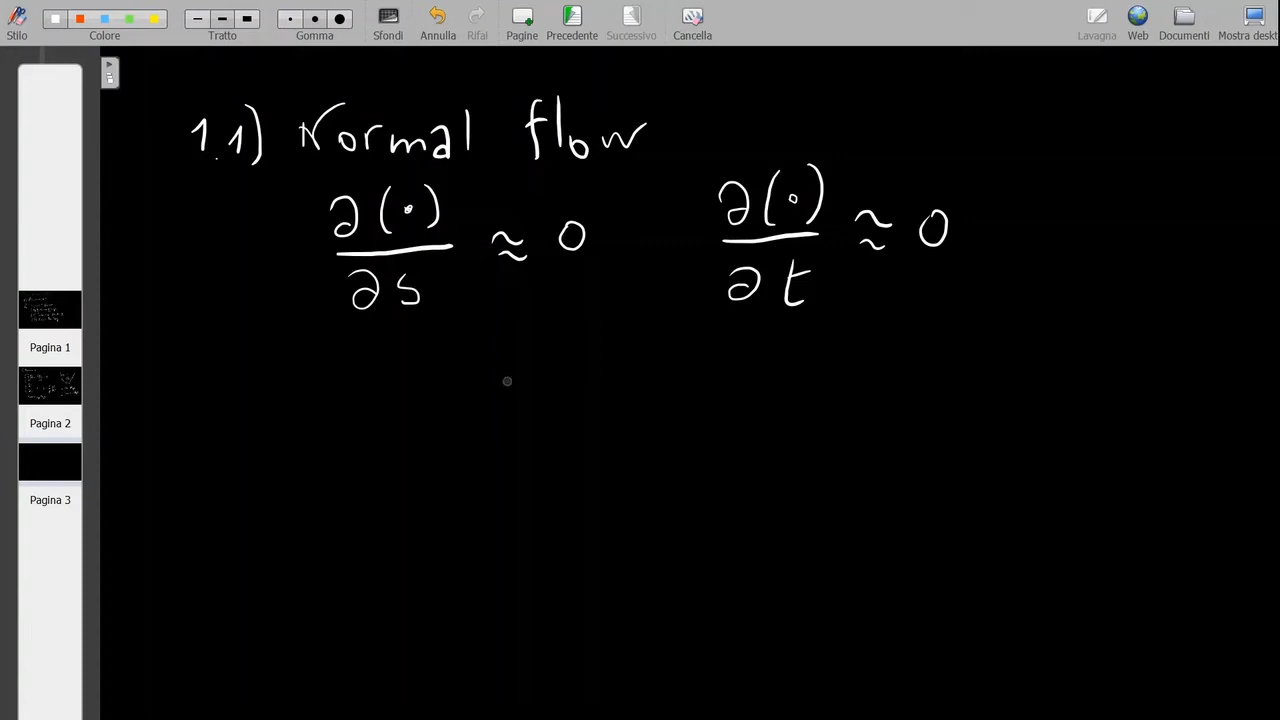 Stilo Colore Tratto Gomma Sfondi Annulla Rifai Pagine Precedente Successivo Cancella Lavagna Web Documenti Mostra deskt
1.1) Normal flow
∂(·)/∂s ≈ 0 ∂(·)/∂t ≈ 0
Pagina 1
Pagina 2
Pagina 3